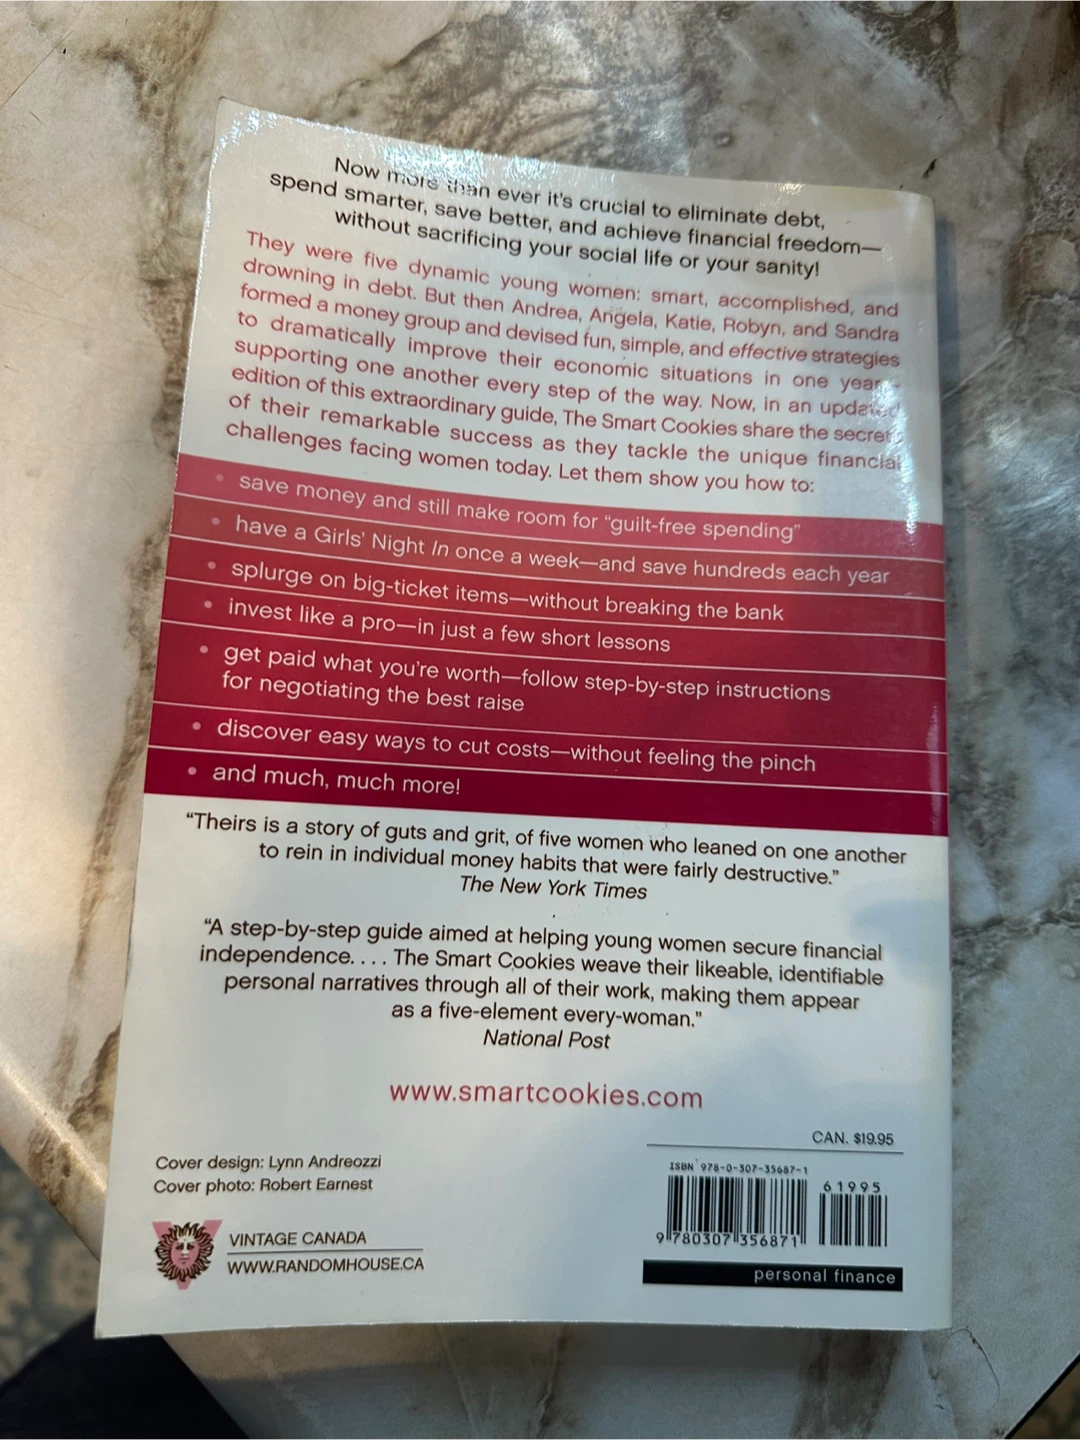 Now more than ever it's crucial to eliminate debt,
spend smarter, save better, and achieve financial freedom—
without sacrificing your social life or your sanity!
They were five dynamic young women: smart, accomplished, and
drowning in debt. But then Andrea, Angela, Katie, Robyn, and Sandra
formed a money group and devised fun, simple, and effective strategies
to dramatically improve their economic situations in one year—
supporting one another every step of the way. Now, in an updated
edition of this extraordinary guide, The Smart Cookies share the secrets
of their remarkable success as they tackle the unique financial
challenges facing women today. Let them show you how to:
• save money and still make room for “guilt-free spending”
• have a Girls' Night In once a week—and save hundreds each year
• splurge on big-ticket items—without breaking the bank
• invest like a pro—in just a few short lessons
• get paid what you're worth—follow step-by-step instructions
for negotiating the best raise
• discover easy ways to cut costs—without feeling the pinch
• and much, much more!
“Theirs is a story of guts and grit, of five women who leaned on one another
to rein in individual money habits that were fairly destructive.”
The New York Times
“A step-by-step guide aimed at helping young women secure financial
independence. . . . The Smart Cookies weave their likeable, identifiable
personal narratives through all of their work, making them appear
as a five-element every-woman.”
National Post
www.smartcookies.com
CAN. $19.95
Cover design: Lynn Andreozzi
Cover photo: Robert Earnest
ISBN 978-0-307-35687-1
61995
9 780307 356871
VINTAGE CANADA
WWW.RANDOMHOUSE.CA
personal finance